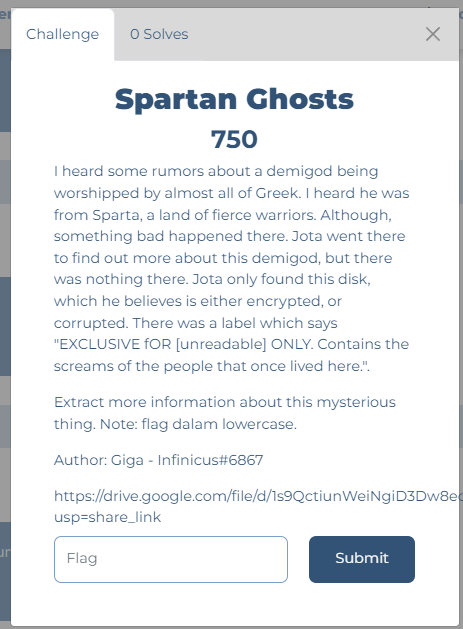 Challenge
0 Solves
Spartan Ghosts
750
I heard some rumors about a demigod being
worshipped by almost all of Greek. I heard he was
from Sparta, a land of fierce warriors. Although,
something bad happened there. Jota went there
to find out more about this demigod, but there
was nothing there. Jota only found this disk,
which he believes is either encrypted, or
corrupted. There was a label which says
"EXCLUSIVE fOR [unreadable] ONLY. Contains the
screams of the people that once lived here.".
Extract more information about this mysterious
thing. Note: flag dalam lowercase.
Author: Giga - Infinicus#6867
https://drive.google.com/file/d/1s9QctiunWeiNgiD3Dw8ec
usp=share_link
Flag
Submit